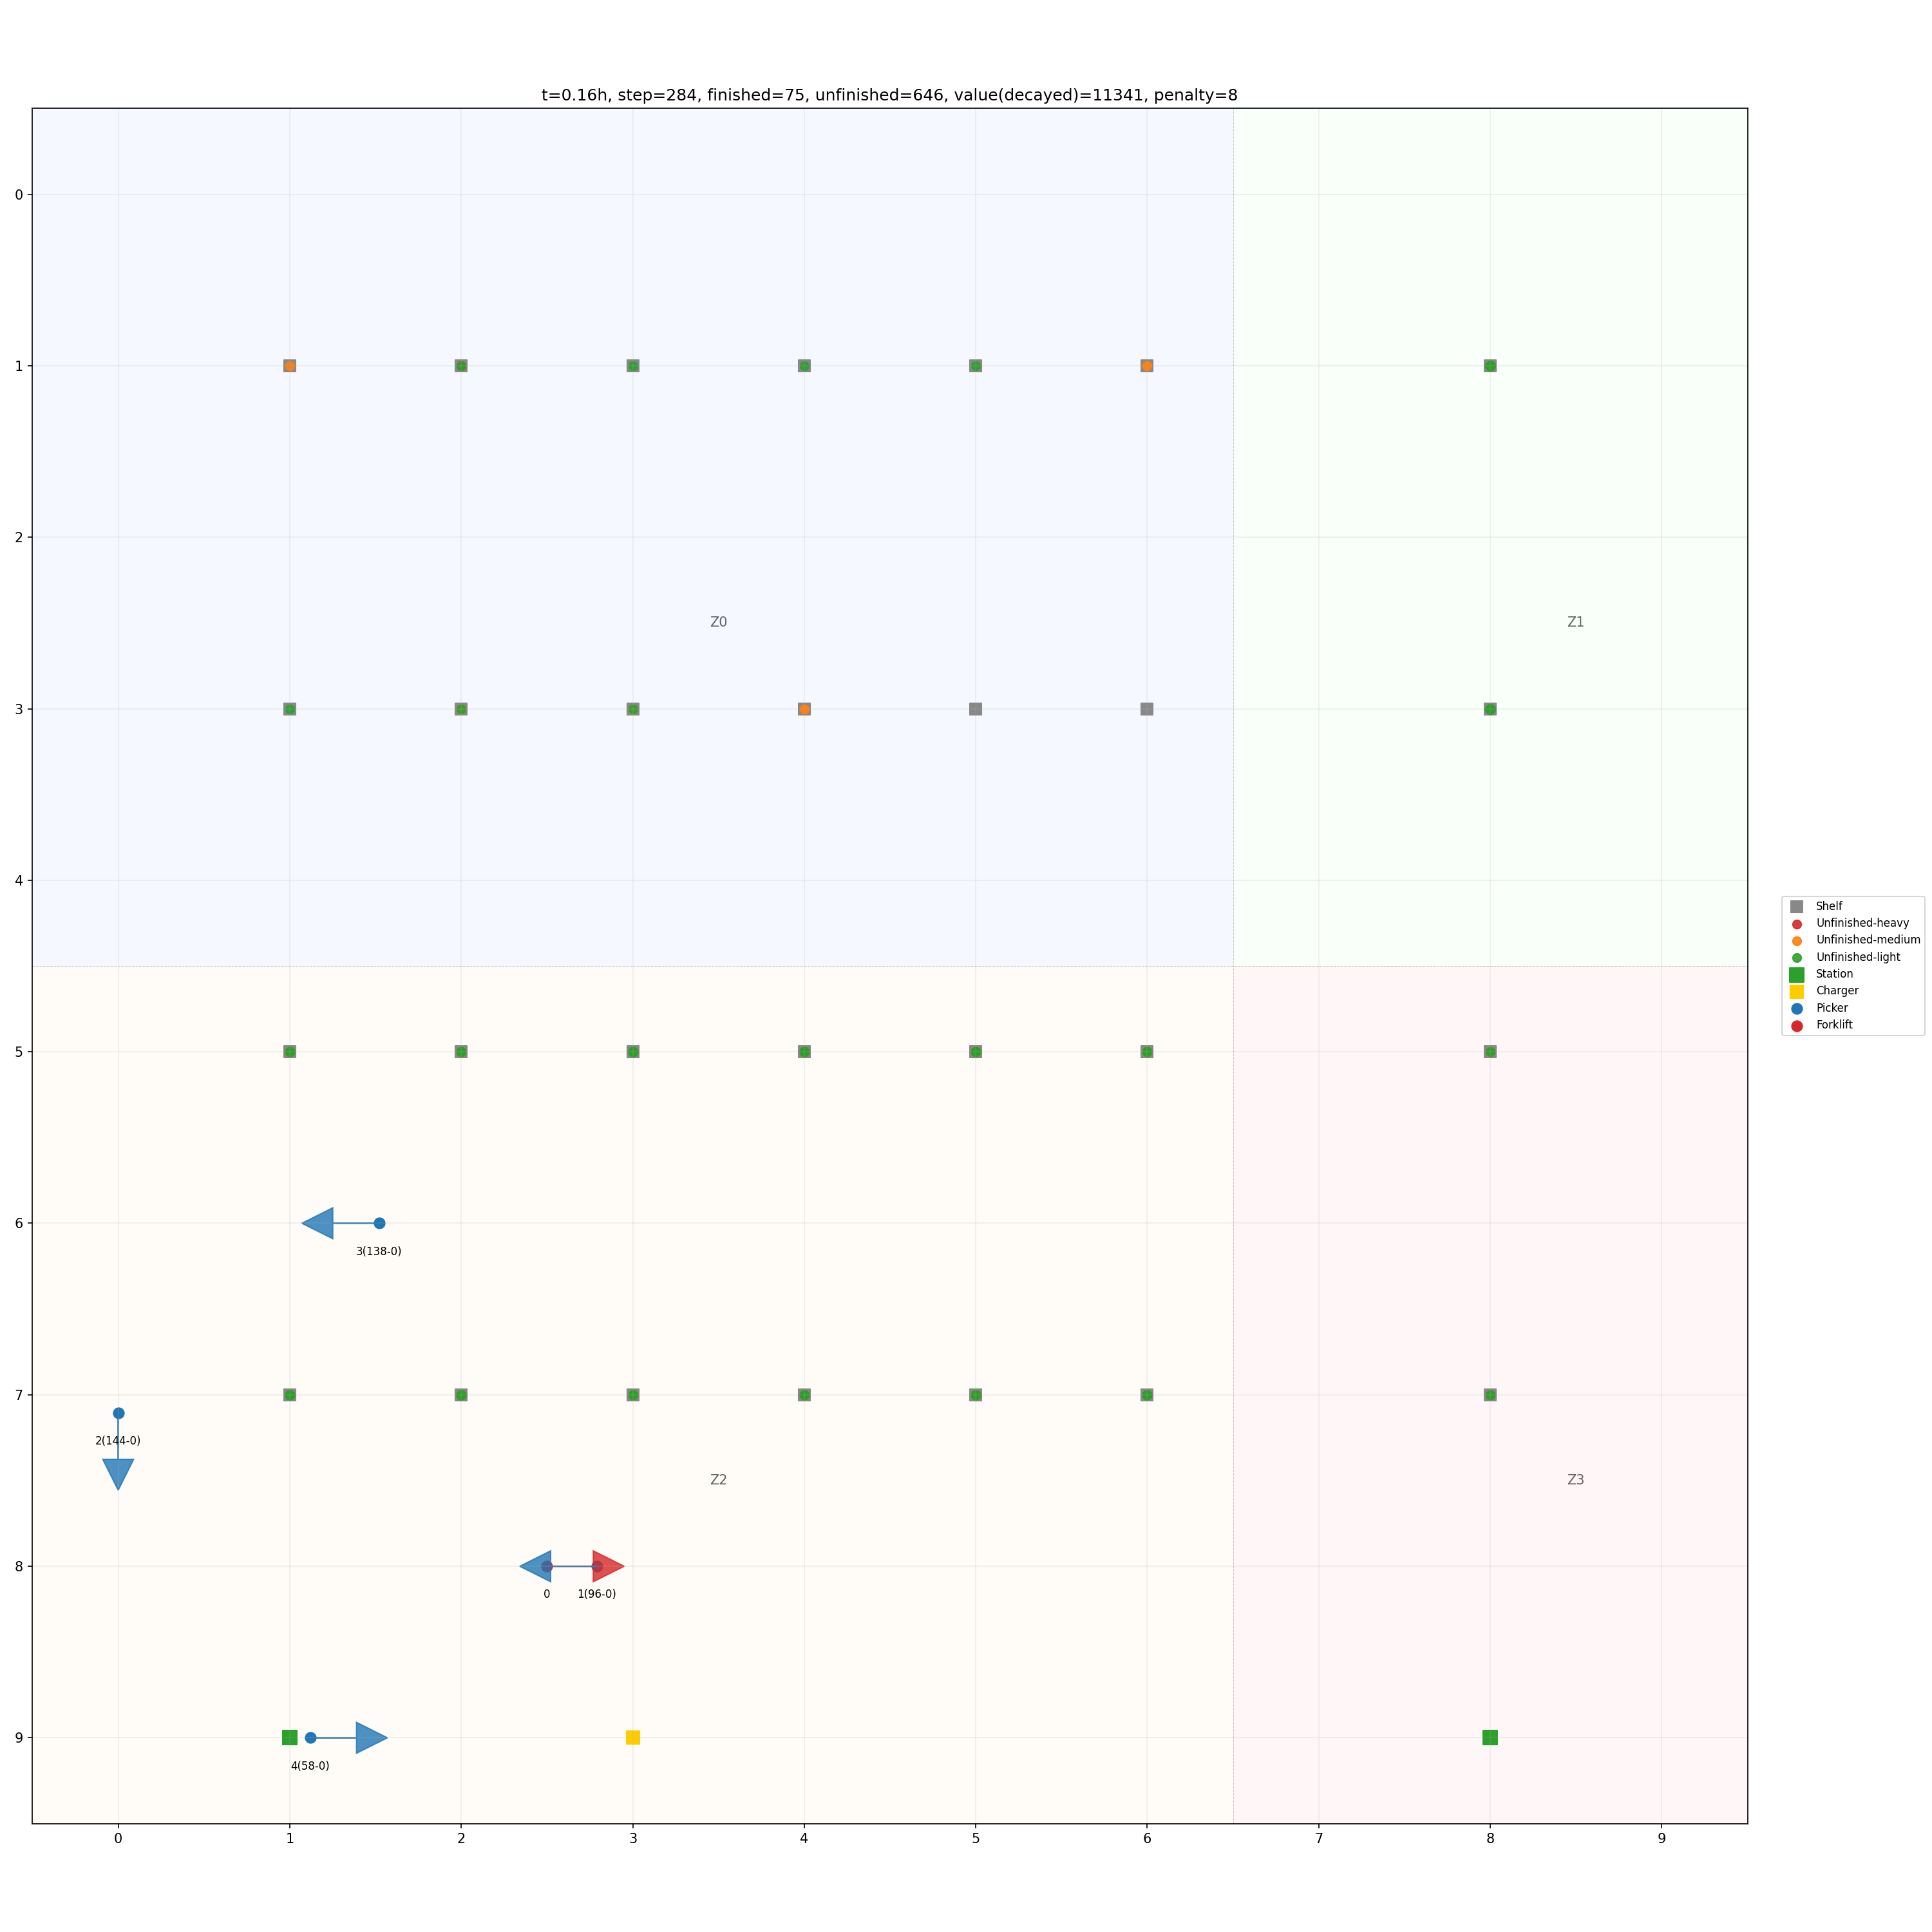 t=0.16h, step=284, finished=75, unfinished=646, value(decayed)=11341, penalty=8
0
1
2
Z0
Z1
3
4
Shelf
Unfinished-heavy
Unfinished-medium
Unfinished-light
Station
Charger
Picker
Forklift
5
6
3(138-0)
7
2(144-0)
Z2
Z3
8
0
1(96-0)
9
4(58-0)
0
1
2
3
4
5
6
7
8
9